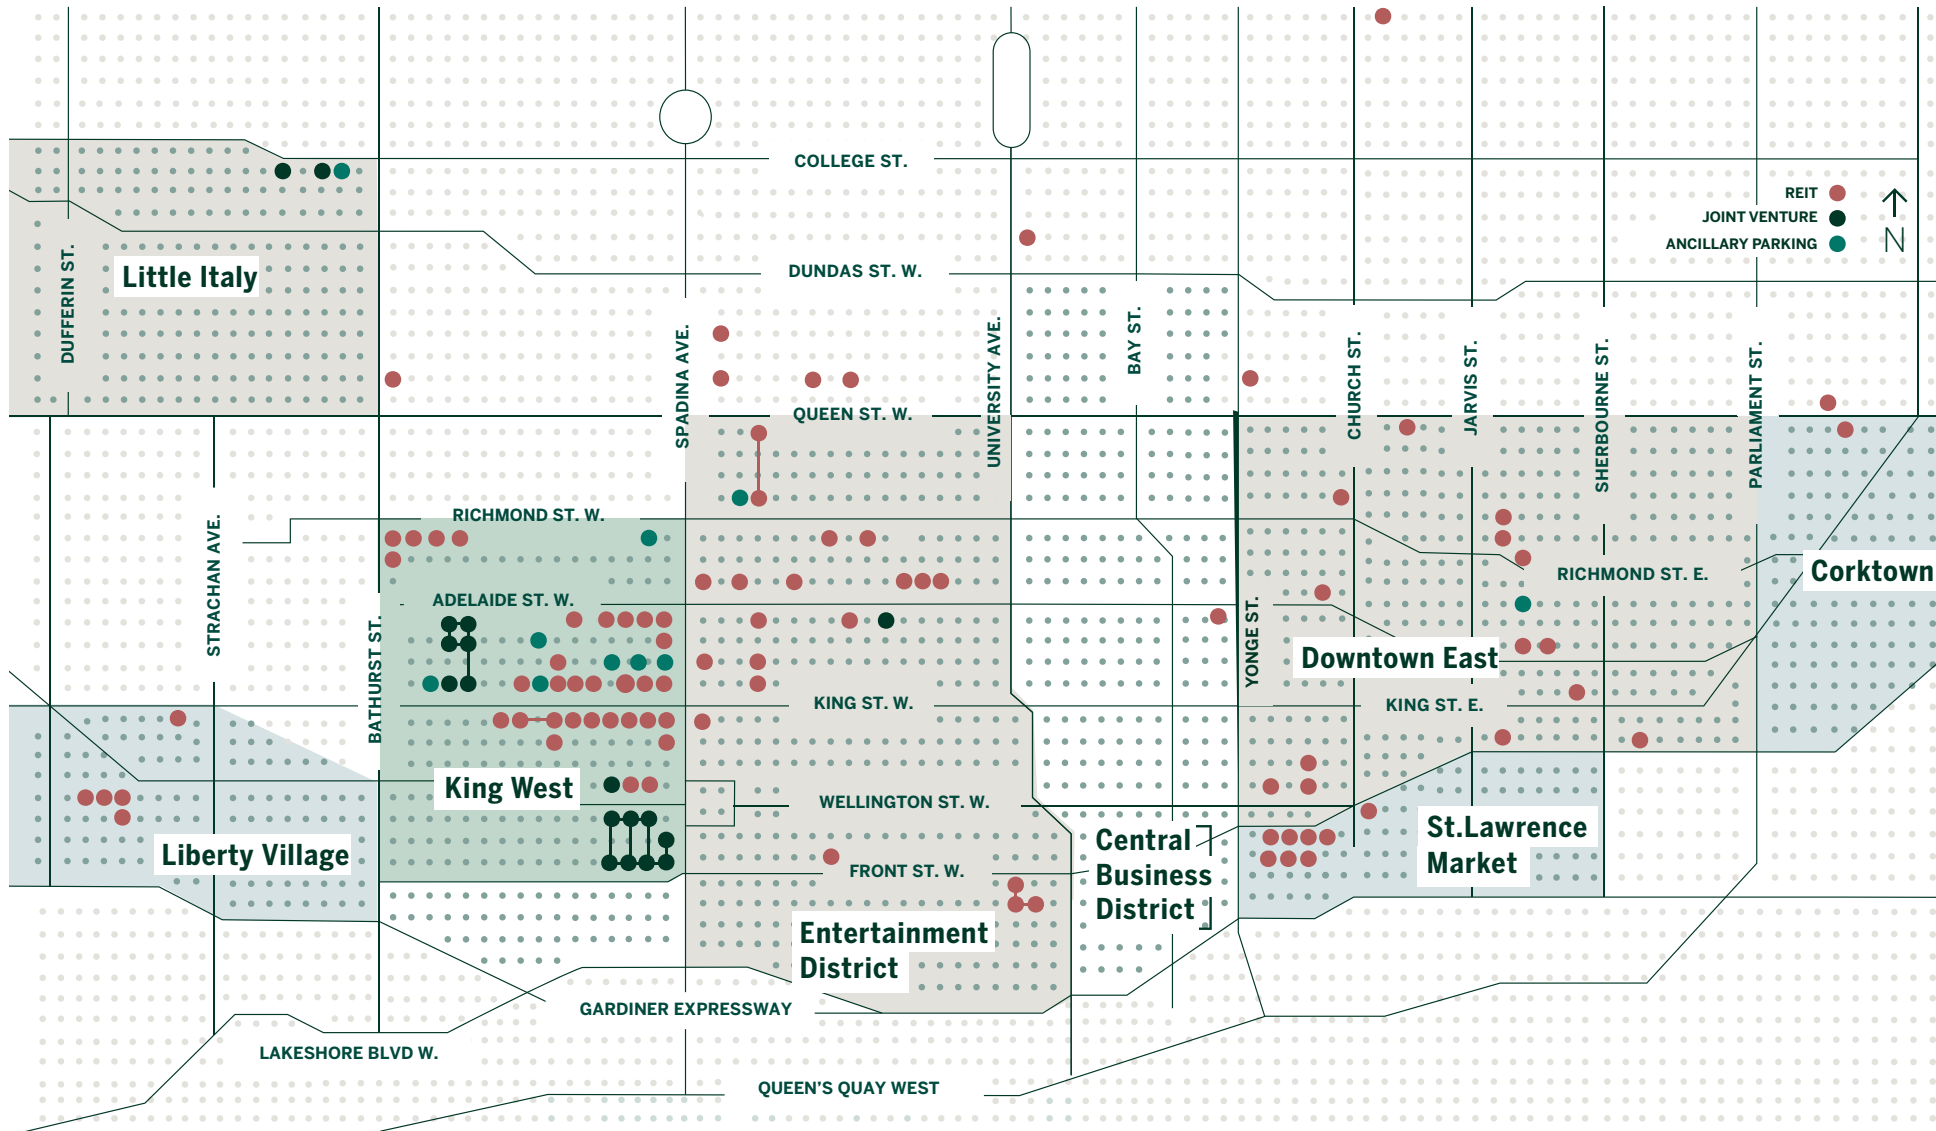 COLLEGE ST.
REIT
JOINT VENTURE
ANCILLARY PARKING
N
DUNDAS ST. W.
Little Italy
DUFFERIN ST.
SPADINA AVE.
UNIVERSITY AVE.
BAY ST.
CHURCH ST.
JARVIS ST.
SHERBOURNE ST.
PARLIAMENT ST.
QUEEN ST. W.
RICHMOND ST. W.
STRACHAN AVE.
BATHURST ST.
ADELAIDE ST. W.
YONGE ST.
RICHMOND ST. E.
Corktown
Downtown East
KING ST. W.
KING ST. E.
King West
WELLINGTON ST. W.
Liberty Village
Central
Business
District
St.Lawrence
Market
FRONT ST. W.
Entertainment
District
GARDINER EXPRESSWAY
LAKESHORE BLVD W.
QUEEN'S QUAY WEST